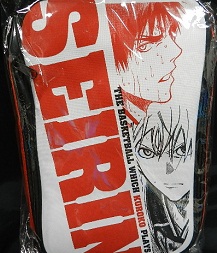 SEIRIN
THE BASKETBALL WHICH KUROKO PLAYS